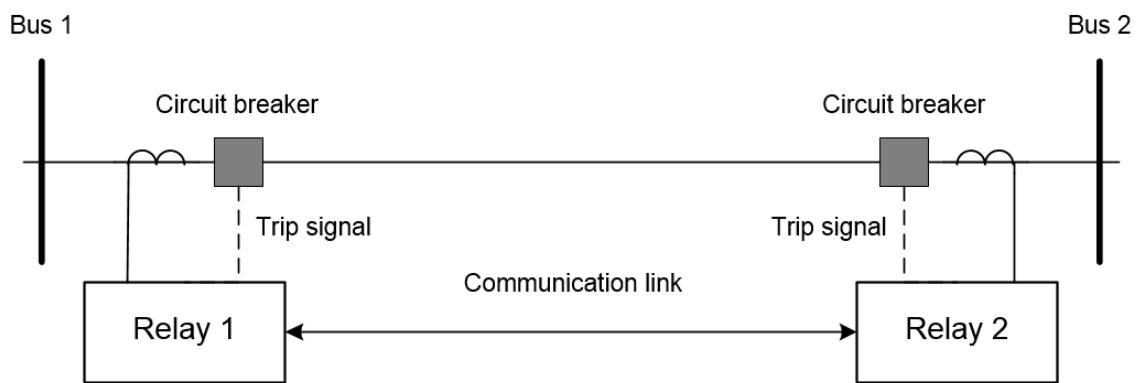 Bus 1
Bus 2
Circuit breaker
Circuit breaker
Trip signal
Trip signal
Communication link
Relay 1
Relay 2